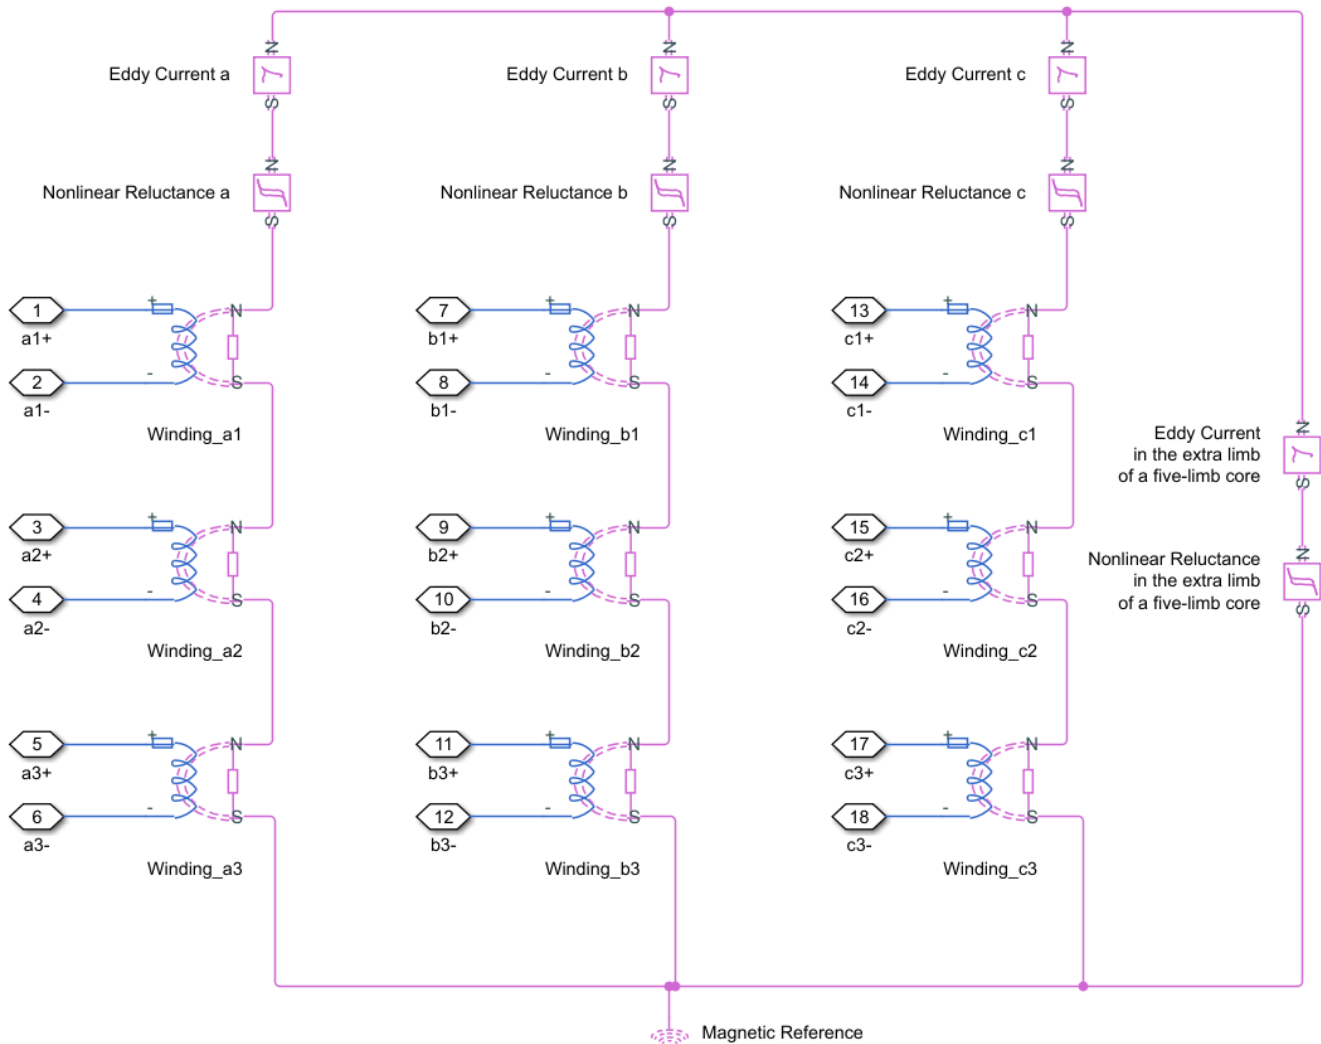 N
N
N
Eddy Current a
Eddy Current b
Eddy Current c
S
S
S
N
N
N
Nonlinear Reluctance a
Nonlinear Reluctance b
Nonlinear Reluctance c
S
S
S
1
+
N
7
+
N
13
+
N
a1+
b1+
c1+
2
-
S
8
-
S
14
-
S
a1-
b1-
c1-
Winding_a1
Winding_b1
Winding_c1
N
Eddy Current
in the extra limb
of a five-limb core
S
3
+
N
9
+
N
15
+
N
a2+
b2+
c2+
N
Nonlinear Reluctance
in the extra limb
of a five-limb core
S
4
-
S
10
-
S
16
-
S
a2-
b2-
c2-
Winding_a2
Winding_b2
Winding_c2
5
+
N
11
+
N
17
+
N
a3+
b3+
c3+
6
-
S
12
-
S
18
-
S
a3-
b3-
c3-
Winding_a3
Winding_b3
Winding_c3
Magnetic Reference